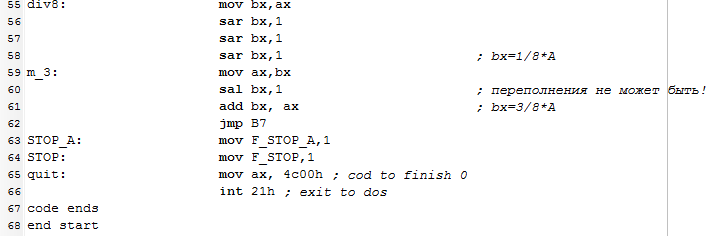 55 div8: mov bx,ax
56 sar bx,1
57 sar bx,1
58 sar bx,1 ; bx=1/8*A
59 m_3: mov ax,bx
60 sal bx,1 ; переполнения не может быть!
61 add bx, ax ; bx=3/8*A
62 jmp B7
63 STOP_A: mov F_STOP_A,1
64 STOP: mov F_STOP,1
65 quit: mov ax, 4c00h ; cod to finish 0
66 int 21h ; exit to dos
67 code ends
68 end start